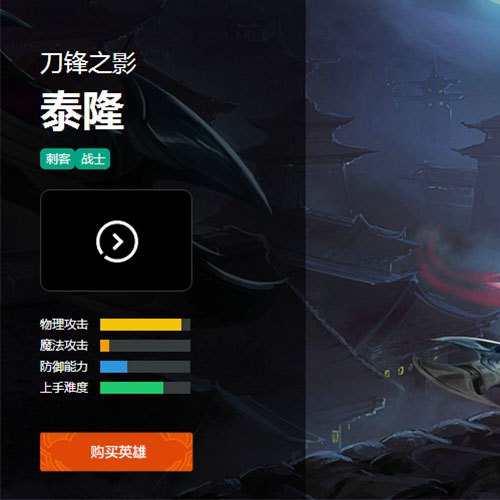 刀锋之影
泰隆
刺客 战士
物理攻击
魔法攻击
防御能力
上手难度
购买英雄